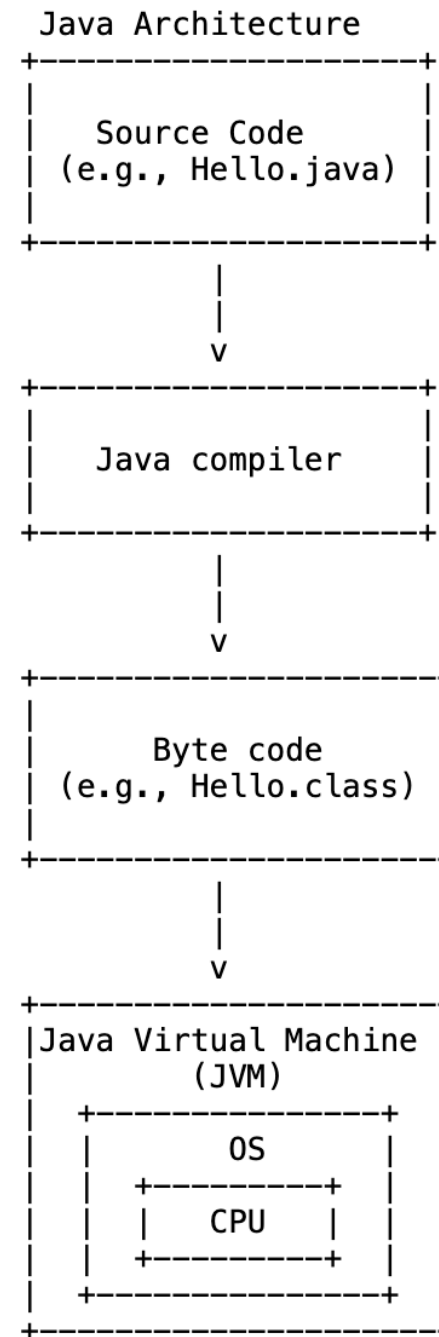 Java Architecture
Source Code
(e.g., Hello.java)
Java compiler
Byte code
(e.g., Hello.class)
Java Virtual Machine
(JVM)
OS
CPU